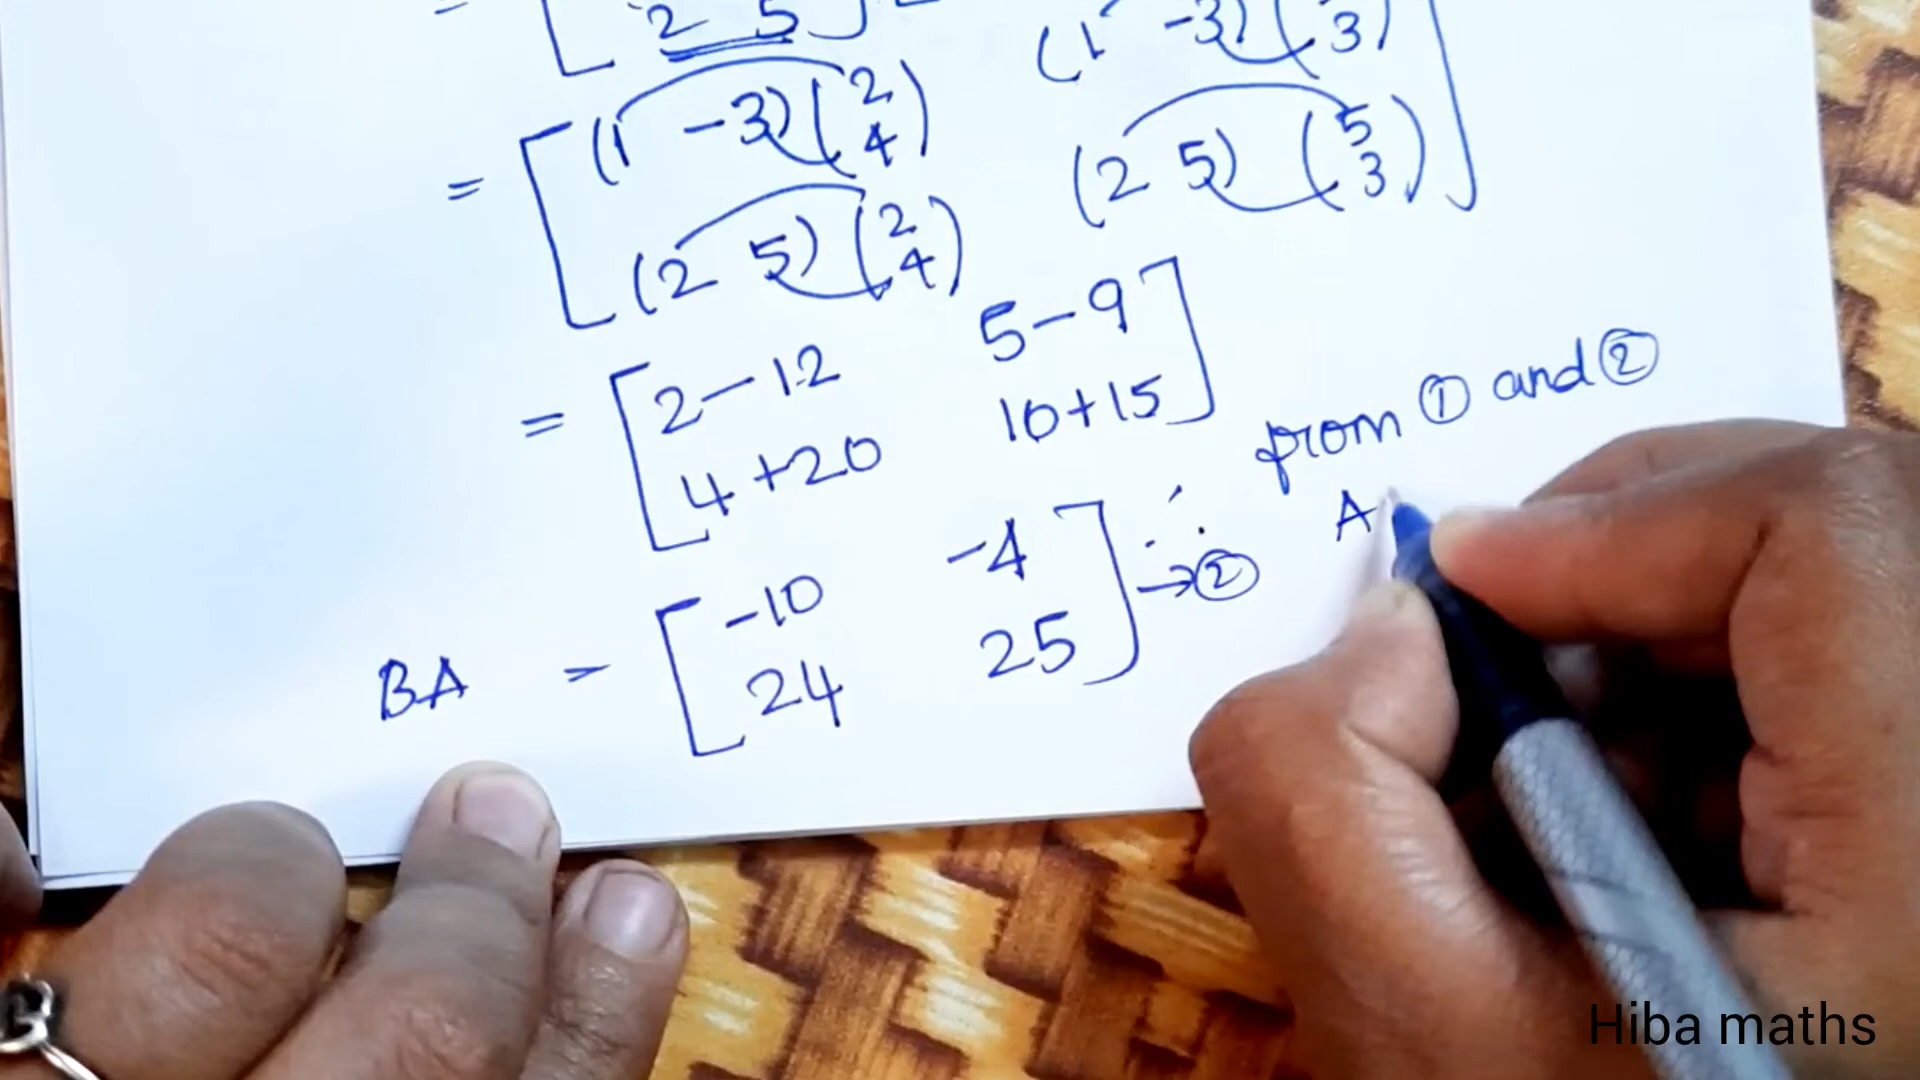 = [ 2 5 ]
(1 -3) ( 3)
= [ (1 -3) (2 4)
(2 5) (5 3) ]
(2 5) (2 4)
= [ 2-12 5-9
4+20 10+15 ]
from ① and ②
∴ A
BA = [ -10 -4
24 25 ] → ②
Hiba maths